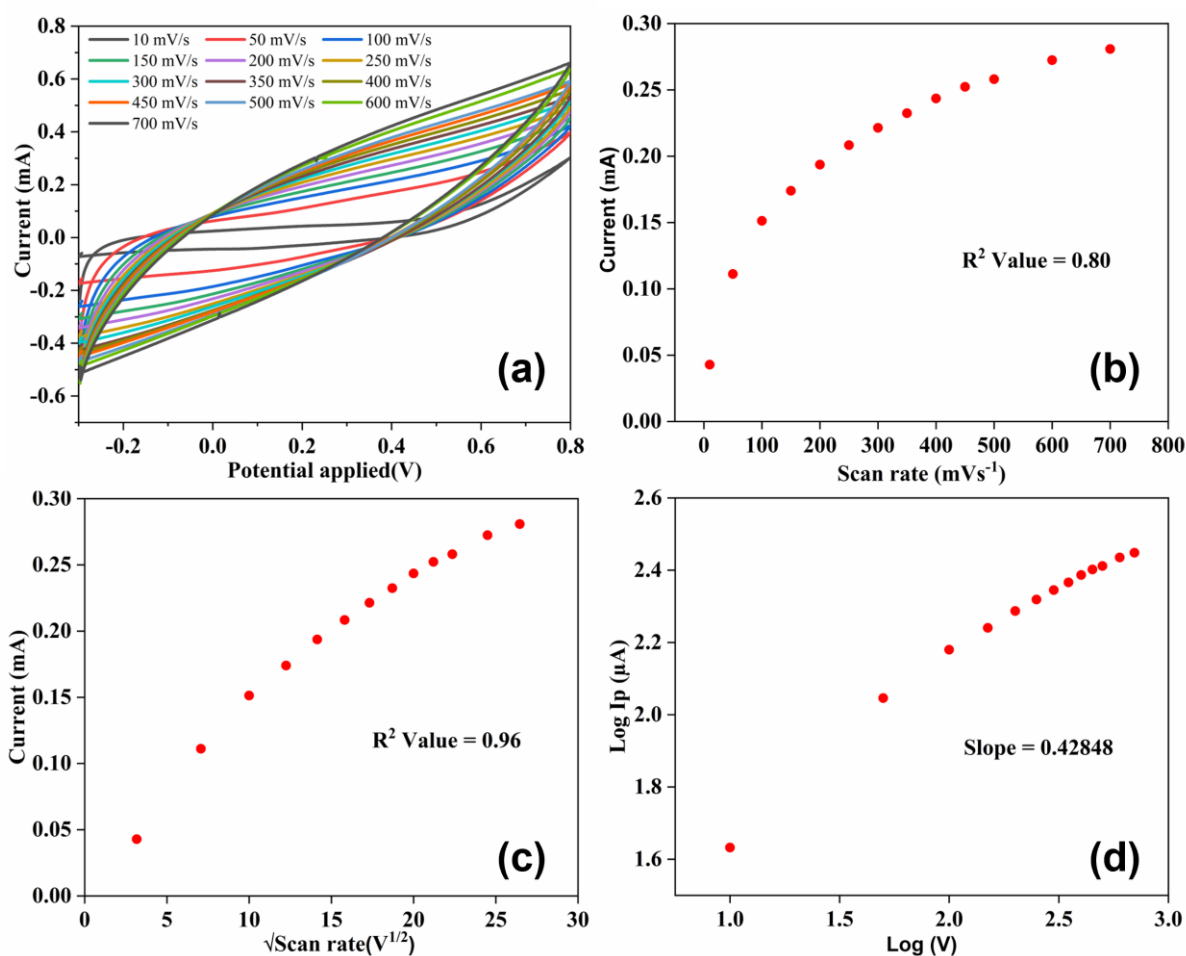 0.8
0.6
0.4
0.2
0.0
-0.2
-0.4
-0.6
Current (mA)
10 mV/s 50 mV/s 100 mV/s
150 mV/s 200 mV/s 250 mV/s
300 mV/s 350 mV/s 400 mV/s
450 mV/s 500 mV/s 600 mV/s
700 mV/s
(a)
-0.2 0.0 0.2 0.4 0.6 0.8
Potential applied(V)
0.30
0.25
0.20
0.15
0.10
0.05
0.00
Current (mA)
R² Value = 0.80
(b)
0 100 200 300 400 500 600 700 800
Scan rate (mVs⁻¹)
0.30
0.25
0.20
0.15
0.10
0.05
0.00
Current (mA)
R² Value = 0.96
(c)
0 5 10 15 20 25 30
√Scan rate(V¹/²)
2.6
2.4
2.2
2.0
1.8
1.6
Log Ip (µA)
Slope = 0.42848
(d)
1.0 1.5 2.0 2.5 3.0
Log (V)